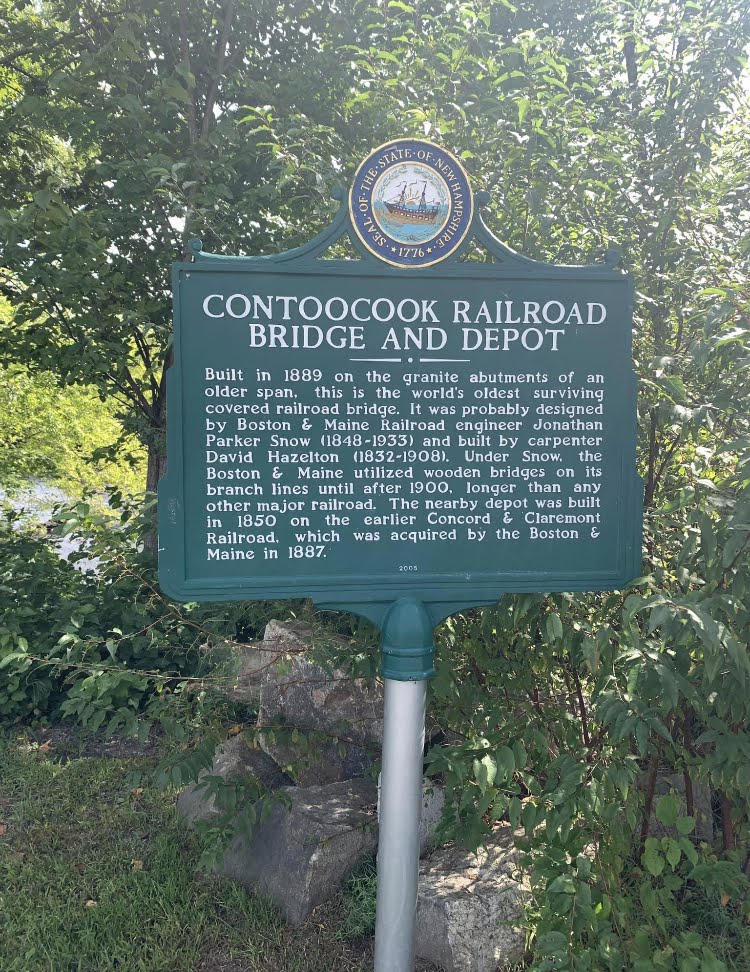 SEAL · OF · THE · STATE · OF · NEW HAMPSHIRE
1776
CONTOOCOOK RAILROAD
BRIDGE AND DEPOT
Built in 1889 on the granite abutments of an
older span, this is the world's oldest surviving
covered railroad bridge. It was probably designed
by Boston & Maine Railroad engineer Jonathan
Parker Snow (1848-1933) and built by carpenter
David Hazelton (1832-1908). Under Snow, the
Boston & Maine utilized wooden bridges on its
branch lines until after 1900, longer than any
other major railroad. The nearby depot was built
in 1850 on the earlier Concord & Claremont
Railroad, which was acquired by the Boston &
Maine in 1887.
2005